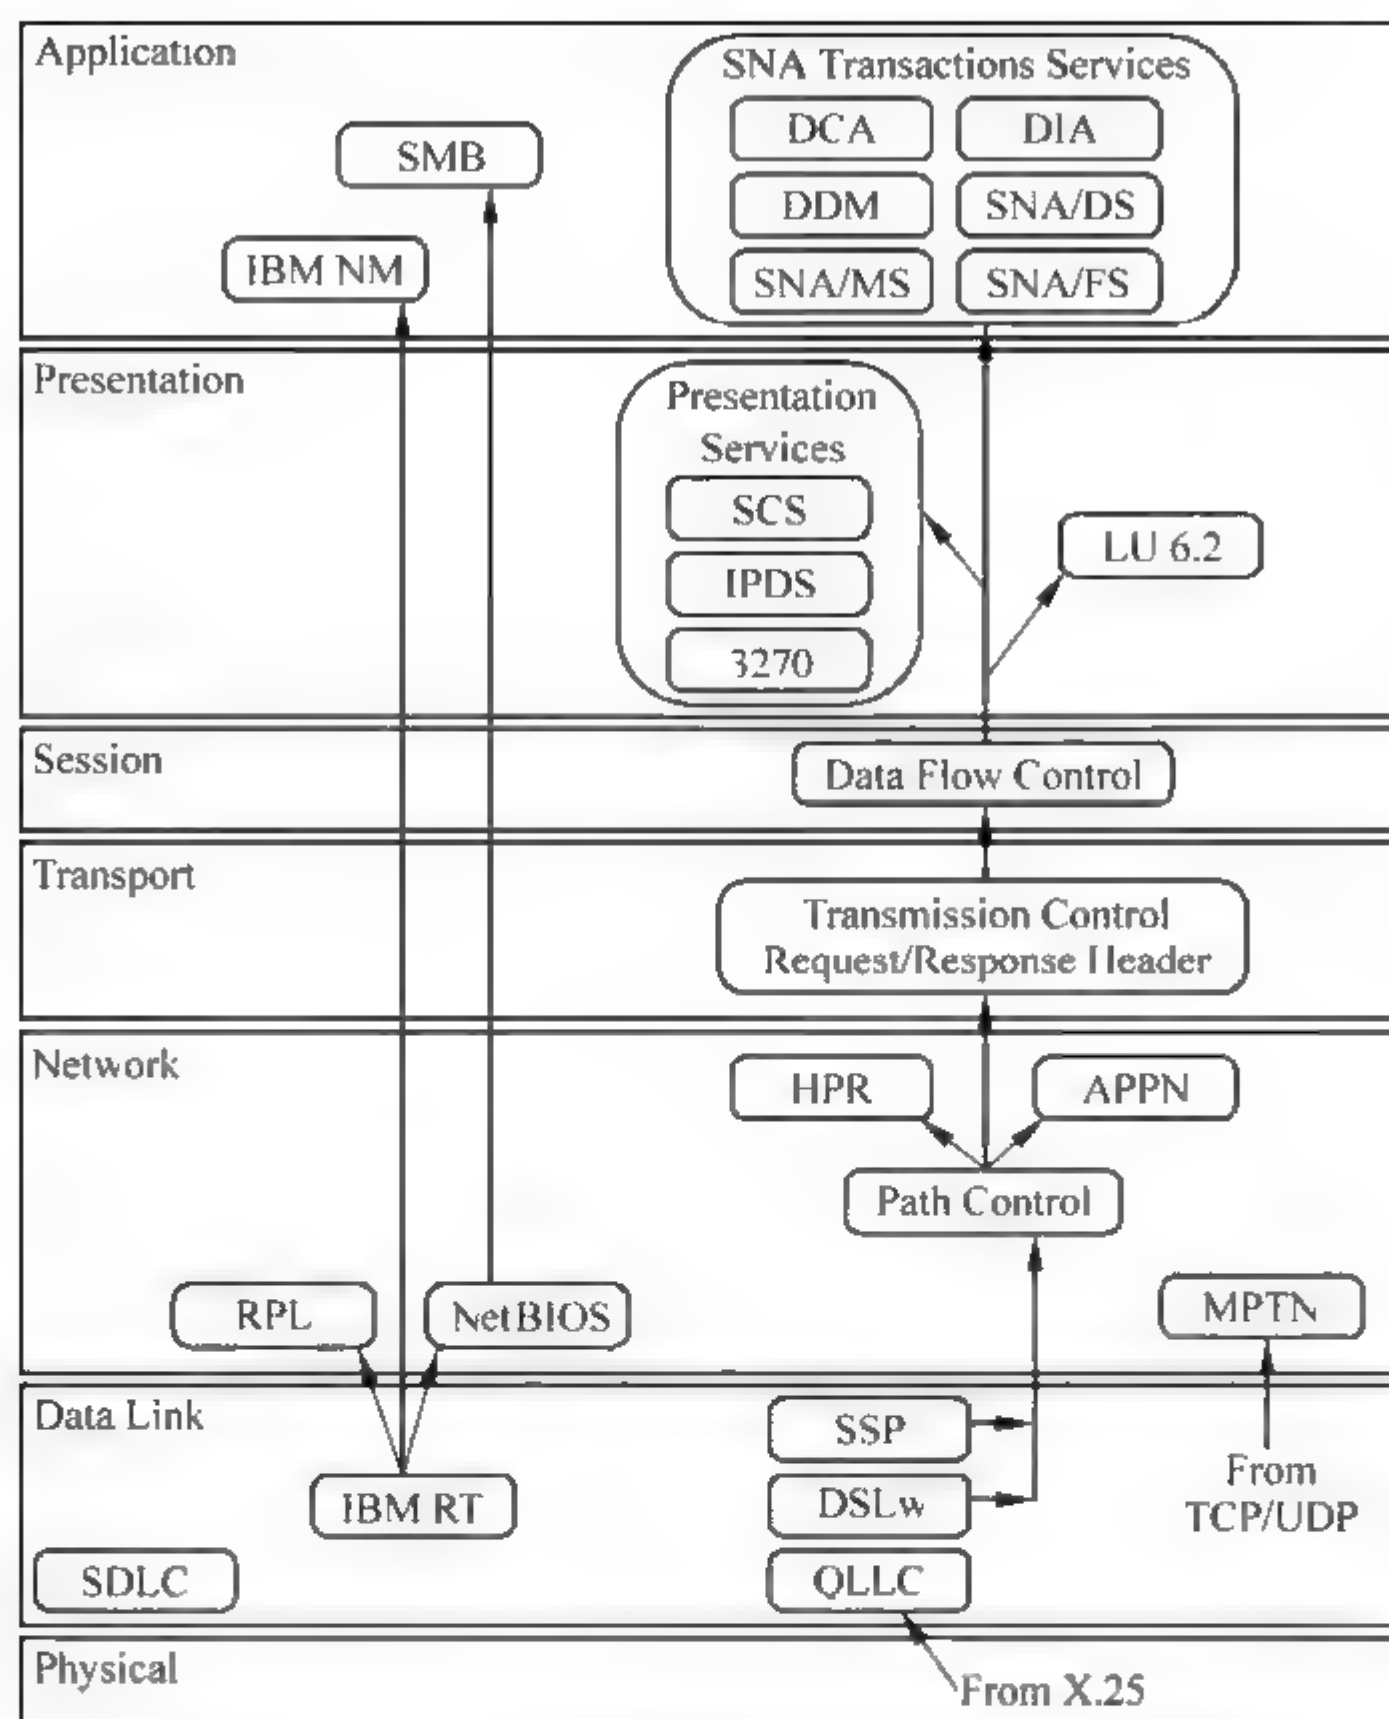 Application
SNA Transactions Services
DCA
DIA
SMB
DDM
SNA/DS
IBM NM
SNA/MS
SNA/FS
Presentation
Presentation
Services
SCS
LU 6.2
IPDS
3270
Session
Data Flow Control
Transport
Transmission Control
Request/Response Header
Network
HPR
APPN
Path Control
RPL
NetBIOS
MPTN
Data Link
SSP
From
TCP/UDP
IBM RT
DSLw
SDLC
QLLC
Physical
From X.25